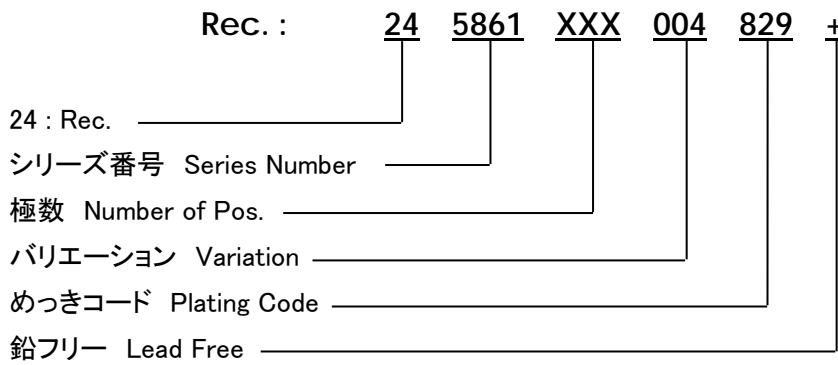 Rec. : 24 5861 XXX 004 829 +
24 : Rec.
シリーズ番号 Series Number
極数 Number of Pos.
バリエーション Variation
めっきコード Plating Code
鉛フリー Lead Free